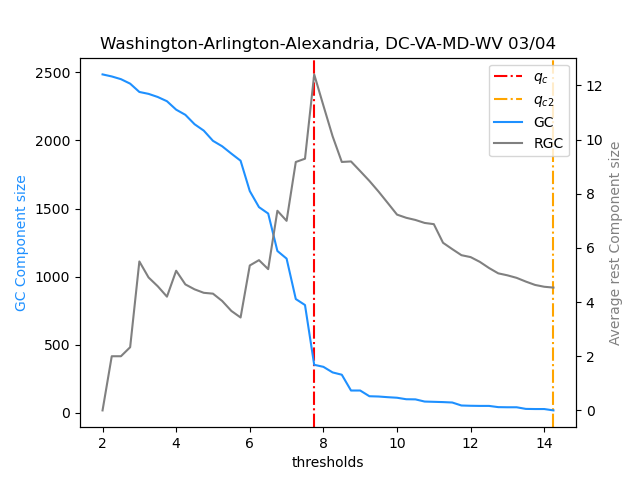 Washington-Arlington-Alexandria, DC-VA-MD-WV 03/04
2500
2000
1500
1000
500
0
GC Component size
12
10
8
6
4
2
0
Average rest Component size
q_c
q_c2
GC
RGC
2 4 6 8 10 12 14
thresholds